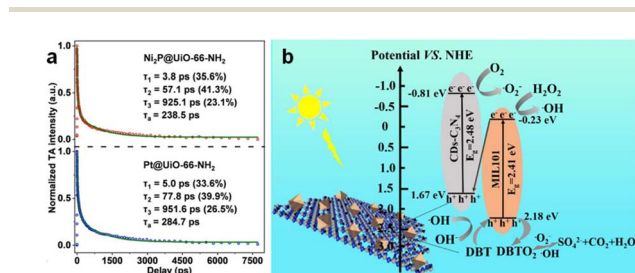 a
Normalized TA intensity (a.u.)
1.0
0.5
0.0
Ni₂P@UiO-66-NH₂
τ₁ = 3.8 ps (35.6%)
τ₂ = 57.1 ps (41.3%)
τ₃ = 925.1 ps (23.1%)
τₐ = 238.5 ps
1.0
0.5
0.0
Pt@UiO-66-NH₂
τ₁ = 5.0 ps (33.6%)
τ₂ = 77.8 ps (39.9%)
τ₃ = 951.6 ps (26.5%)
τₐ = 284.7 ps
0 2500 5000 7500
Delay (ps)
b
Potential VS. NHE
-1.0
-0.5
0.0
0.5
1.0
1.5
2.0
2.5
3.0
-0.81 eV
e⁻ e⁻ e⁻
O₂
·O₂⁻
H₂O₂
·OH
e⁻ e⁻ e⁻
-0.23 eV
CDs-C₃N₄
E₉=2.48 eV
MIL101
E₉=2.41 eV
1.67 eV
h⁺ h⁺ h⁺
h⁺ h⁺ h⁺
2.18 eV
OH
OH⁻
DBT
DBTO₂
·O₂⁻
·OH
SO₄²⁻+CO₂+H₂O